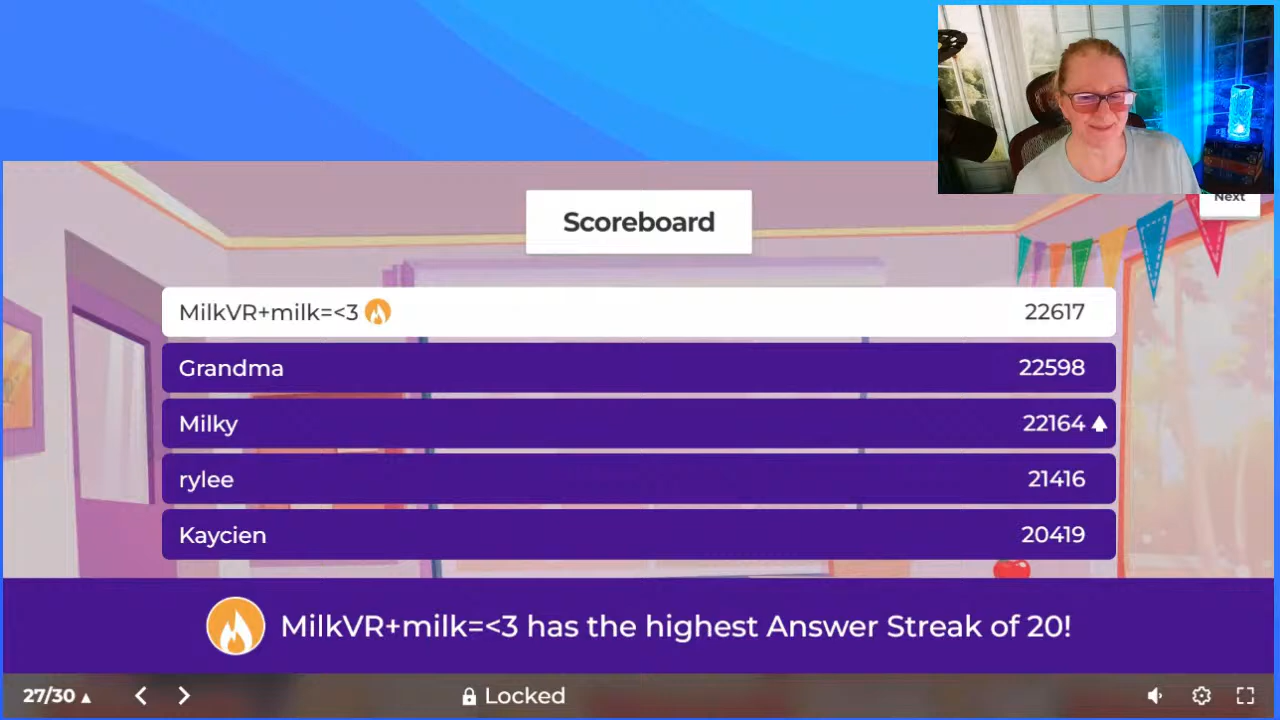 Next
Scoreboard
MilkVR+milk=<3 22617
Grandma 22598
Milky 22164
rylee 21416
Kaycien 20419
MilkVR+milk=<3 has the highest Answer Streak of 20!
27/30 Locked